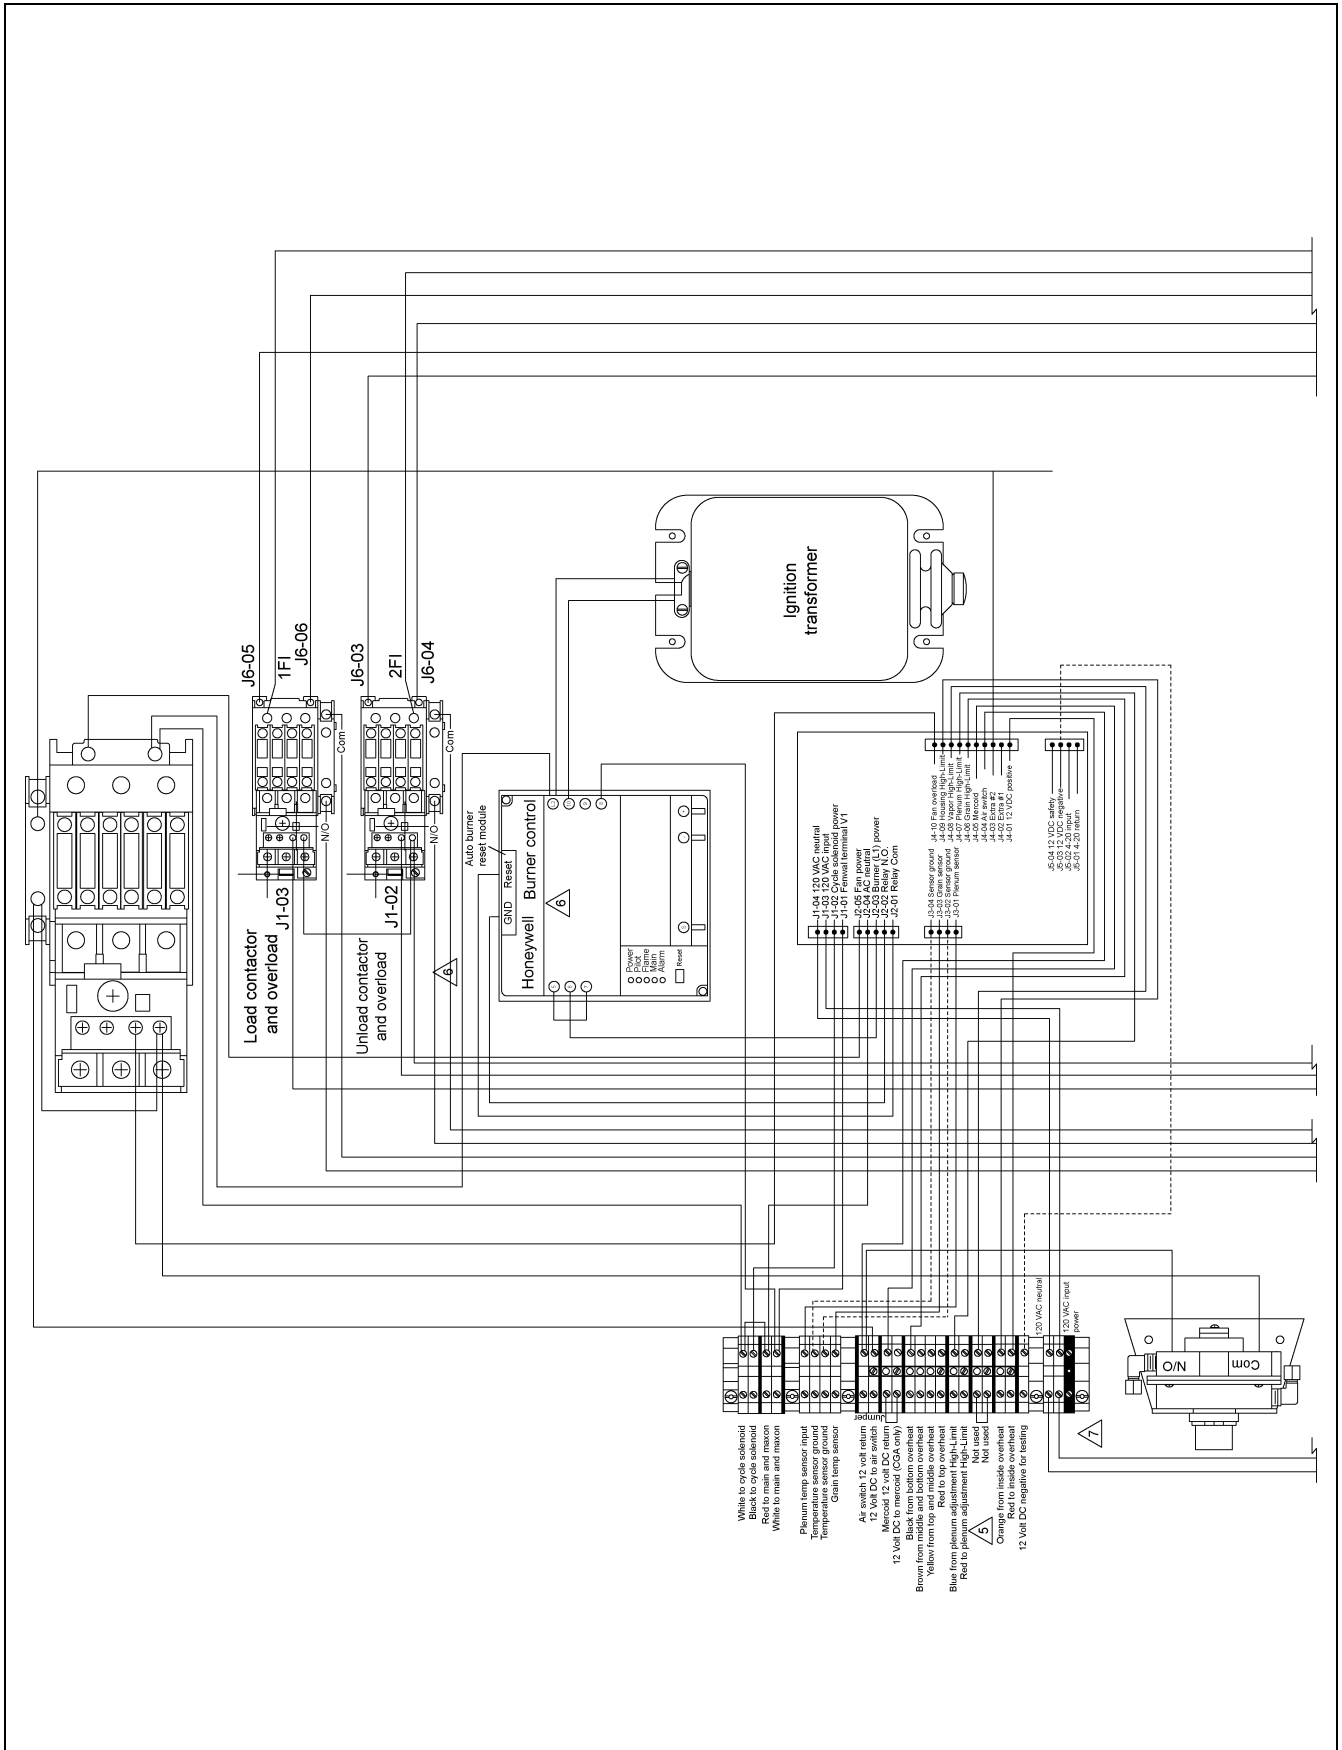 J6-05
1FI
J6-06
J6-03
2FI
J6-04
Com
N/O
Com
N/O
J1-03
Load contactor
and overload
J1-02
Unload contactor
and overload
6
Auto burner
reset module
GND Reset
Honeywell Burner control
6
Power
Pilot
Flame
Main
Alarm
Reset
Ignition
transformer
J1-04 120 VAC neutral
J1-03 120 VAC input
J1-02 Cycle solenoid power
J1-01 Fenwal terminal V1
J2-05 Fan power
J2-04 AC neutral
J2-03 Burner (L1) power
J2-02 Relay N.O.
J2-01 Relay Com
J3-04 Sensor ground
J3-03 Grain sensor
J3-02 Sensor ground
J3-01 Plenum sensor
J4-10 Fan overload
J4-09 Housing High-Limit
J4-08 Vapor High-Limit
J4-07 Plenum High-Limit
J4-06 Grain High-Limit
J4-05 Mercoid
J4-04 Air switch
J4-03 Extra #2
J4-02 Extra #1
J4-01 12 VDC positive
J5-04 12 VDC safety
J5-03 12 VDC negative
J5-02 4-20 input
J5-01 4-20 return
White to cycle solenoid
Black to cycle solenoid
Red to main and maxon
White to main and maxon
Plenum temp sensor input
Temperature sensor ground
Temperature sensor ground
Grain temp sensor
Jumper
Air switch 12 volt return
12 Volt DC to air switch
Mercoid 12 volt DC return
12 Volt DC to mercoid (CGA only)
Black from bottom overheat
Brown from middle and bottom overheat
Yellow from top and middle overheat
Red to top overheat
Blue from plenum adjustment High-Limit
Red to plenum adjustment High-Limit
Not used
Not used
5
Orange from inside overheat
Red to inside overheat
12 Volt DC negative for testing
120 VAC neutral
120 VAC input
power
7
N/O
Com